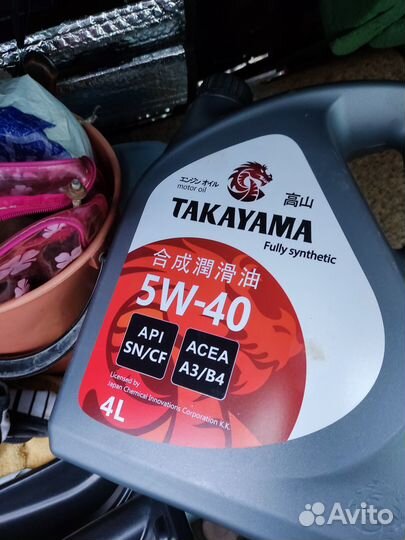 エンジン オイル
motor oil
高山
TAKAYAMA
Fully synthetic
合成潤滑油
5W-40
API
SN/CF
ACEA
A3/B4
Licensed by
Japan Chemical Innovations Corporation K.K.
4L
Avito